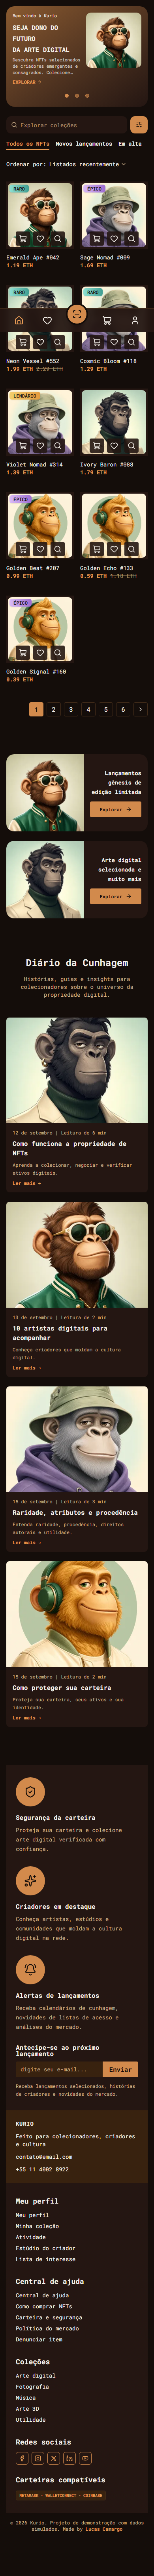 Bem-vindo à Kurio
SEJA DONO DO
FUTURO
DA ARTE DIGITAL
Descubra NFTs selecionados
de criadores emergentes e
consagrados. Colecione…
EXPLORAR →
Explorar coleções
Todos os NFTs Novos lançamentos Em alta
Ordenar por: Listados recentemente
RARO
ÉPICO
Emerald Ape #042 Sage Nomad #009
1.19 ETH 1.69 ETH
RARO
RARO
Neon Vessel #552 Cosmic Bloom #118
1.99 ETH 2.39 ETH 1.29 ETH
LENDÁRIO
Violet Nomad #314 Ivory Baron #088
1.39 ETH 1.79 ETH
ÉPICO
ÉPICO
Golden Beat #207 Golden Echo #133
0.99 ETH 0.59 ETH 1.18 ETH
ÉPICO
Golden Signal #160
0.39 ETH
1 2 3 4 5 6
Lançamentos
gênesis de
edição limitada
Explorar →
Arte digital
selecionada e
muito mais
Explorar →
Diário da Cunhagem
Histórias, guias e insights para
colecionadores sobre o universo da
propriedade digital.
12 de setembro | Leitura de 6 min
Como funciona a propriedade de
NFTs
Aprenda a colecionar, negociar e verificar
ativos digitais.
Ler mais →
13 de setembro | Leitura de 2 min
10 artistas digitais para
acompanhar
Conheça criadores que moldam a cultura
digital.
Ler mais →
15 de setembro | Leitura de 3 min
Raridade, atributos e procedência
Entenda raridade, procedência, direitos
autorais e utilidade.
Ler mais →
15 de setembro | Leitura de 2 min
Como proteger sua carteira
Proteja sua carteira, seus ativos e sua
identidade.
Ler mais →
Segurança da carteira
Proteja sua carteira e colecione
arte digital verificada com
confiança.
Criadores em destaque
Conheça artistas, estúdios e
comunidades que moldam a cultura
digital na rede.
Alertas de lançamentos
Receba calendários de cunhagem,
novidades de listas de acesso e
análises do mercado.
Antecipe-se ao próximo
lançamento
digite seu e-mail... Enviar
Receba lançamentos selecionados, histórias
de criadores e novidades do mercado.
KURIO
Feito para colecionadores, criadores
e cultura
contato@email.com
+55 11 4002 8922
Meu perfil
Meu perfil
Minha coleção
Atividade
Estúdio do criador
Lista de interesse
Central de ajuda
Central de ajuda
Como comprar NFTs
Carteira e segurança
Política do mercado
Denunciar item
Coleções
Arte digital
Fotografia
Música
Arte 3D
Utilidade
Redes sociais
Carteiras compatíveis
METAMASK WALLETCONNECT COINBASE
© 2026 Kurio. Projeto de demonstração com dados
simulados. Made by Lucas Camargo